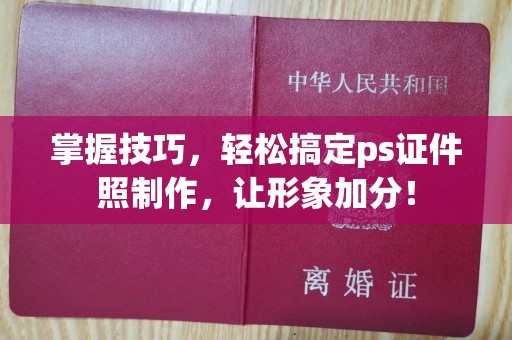 中华人民共和国
掌握技巧，轻松搞定ps证件
照制作，让形象加分！
离婚证